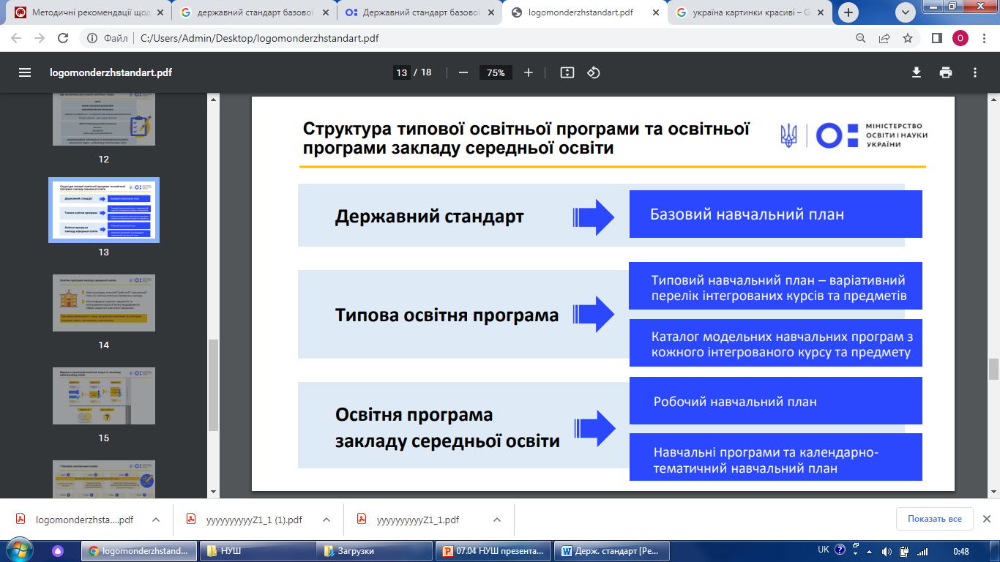 Методичні рекомендації щод
державний стандарт базової
Державний стандарт базової
logomonderzhstandart.pdf
україна картинки красиві – G
Файл
C:/Users/Admin/Desktop/logomonderzhstandart.pdf
O
logomonderzhstandart.pdf
13 / 18
75%
12
13
14
15
Структура типової освітньої програми та освітньої
програми закладу середньої освіти
МІНІСТЕРСТВО
ОСВІТИ І НАУКИ
УКРАЇНИ
Державний стандарт
Базовий навчальний план
Типова освітня програма
Типовий навчальний план – варіативний
перелік інтегрованих курсів та предметів
Каталог модельних навчальних програм з
кожного інтегрованого курсу та предмету
Освітня програма
закладу середньої освіти
Робочий навчальний план
Навчальні програми та календарно-
тематичний навчальний план
logomonderzhsta....pdf
yyyyyyyyyyZ1_1 (1).pdf
yyyyyyyyyyZ1_1.pdf
Показать все
logomonderzhstand...
НУШ
Загрузки
07.04 НУШ презента...
Держ. стандарт [Ре...
UK
0:48